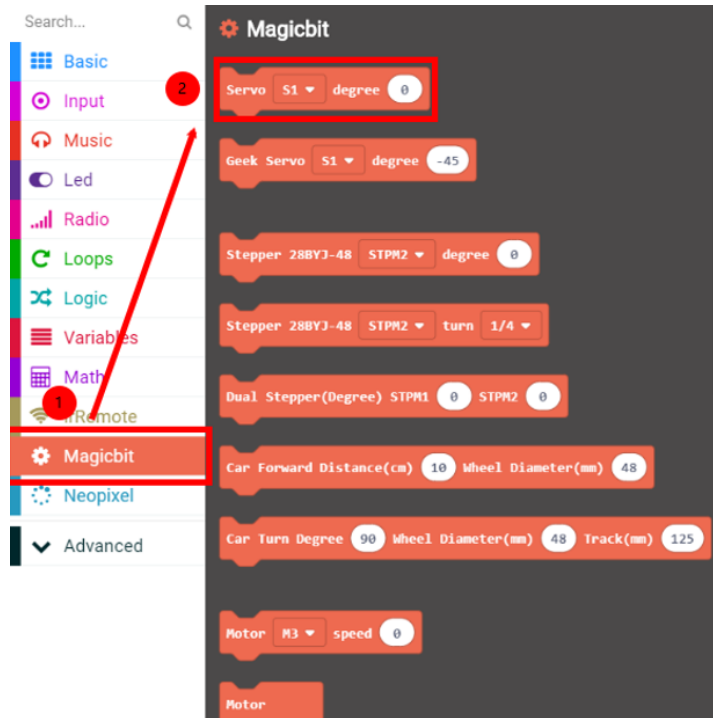 Search...
Basic
Input
Music
Led
Radio
Loops
Logic
Variables
Math
1
IrRemote
Magicbit
Neopixel
Advanced
Magicbit
2
Servo S1 degree 0
Geek Servo S1 degree -45
Stepper 28BYJ-48 STPM2 degree 0
Stepper 28BYJ-48 STPM2 turn 1/4
Dual Stepper(Degree) STPM1 0 STPM2 0
Car Forward Distance(cm) 10 Wheel Diameter(mm) 48
Car Turn Degree 90 Wheel Diameter(mm) 48 Track(mm) 125
Motor M3 speed 0
Motor